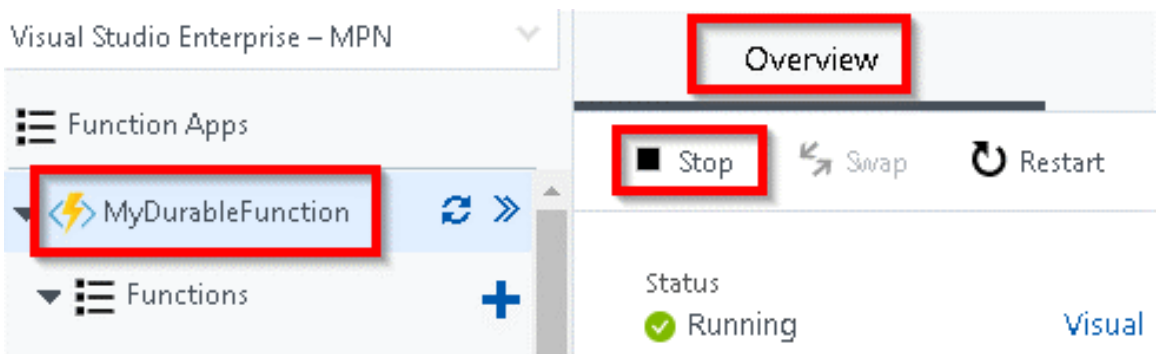 Visual Studio Enterprise – MPN
Function Apps
MyDurableFunction
Functions
Overview
Stop Swap Restart
Status
Running Visual